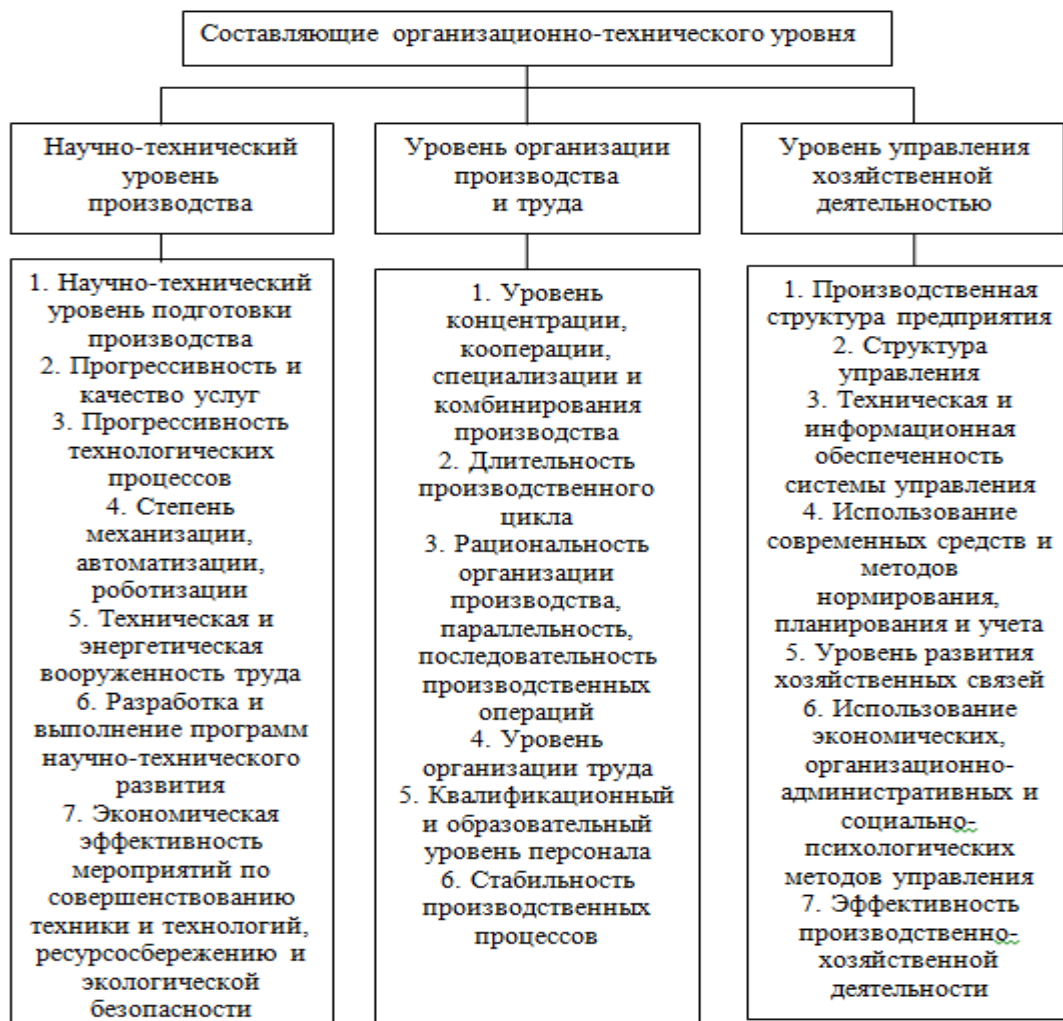 Составляющие организационно-технического уровня
Научно-технический
уровень
производства
Уровень организации
производства
и труда
Уровень управления
хозяйственной
деятельностью
1. Научно-технический
уровень подготовки
производства
2. Прогрессивность и
качество услуг
3. Прогрессивность
технологических
процессов
4. Степень
механизации,
автоматизации,
роботизации
5. Техническая и
энергетическая
вооруженность труда
6. Разработка и
выполнение программ
научно-технического
развития
7. Экономическая
эффективность
мероприятий по
совершенствованию
техники и технологий,
ресурсосбережению и
экологической
безопасности
1. Уровень
концентрации,
кооперации,
специализации и
комбинирования
производства
2. Длительность
производственного
цикла
3. Рациональность
организации
производства,
параллельность,
последовательность
производственных
операций
4. Уровень
организации труда
5. Квалификационный
и образовательный
уровень персонала
6. Стабильность
производственных
процессов
1. Производственная
структура предприятия
2. Структура
управления
3. Техническая и
информационная
обеспеченность
системы управления
4. Использование
современных средств и
методов
нормирования,
планирования и учета
5. Уровень развития
хозяйственных связей
6. Использование
экономических,
организационно-
административных и
социально-
психологических
методов управления
7. Эффективность
производственно-
хозяйственной
деятельности